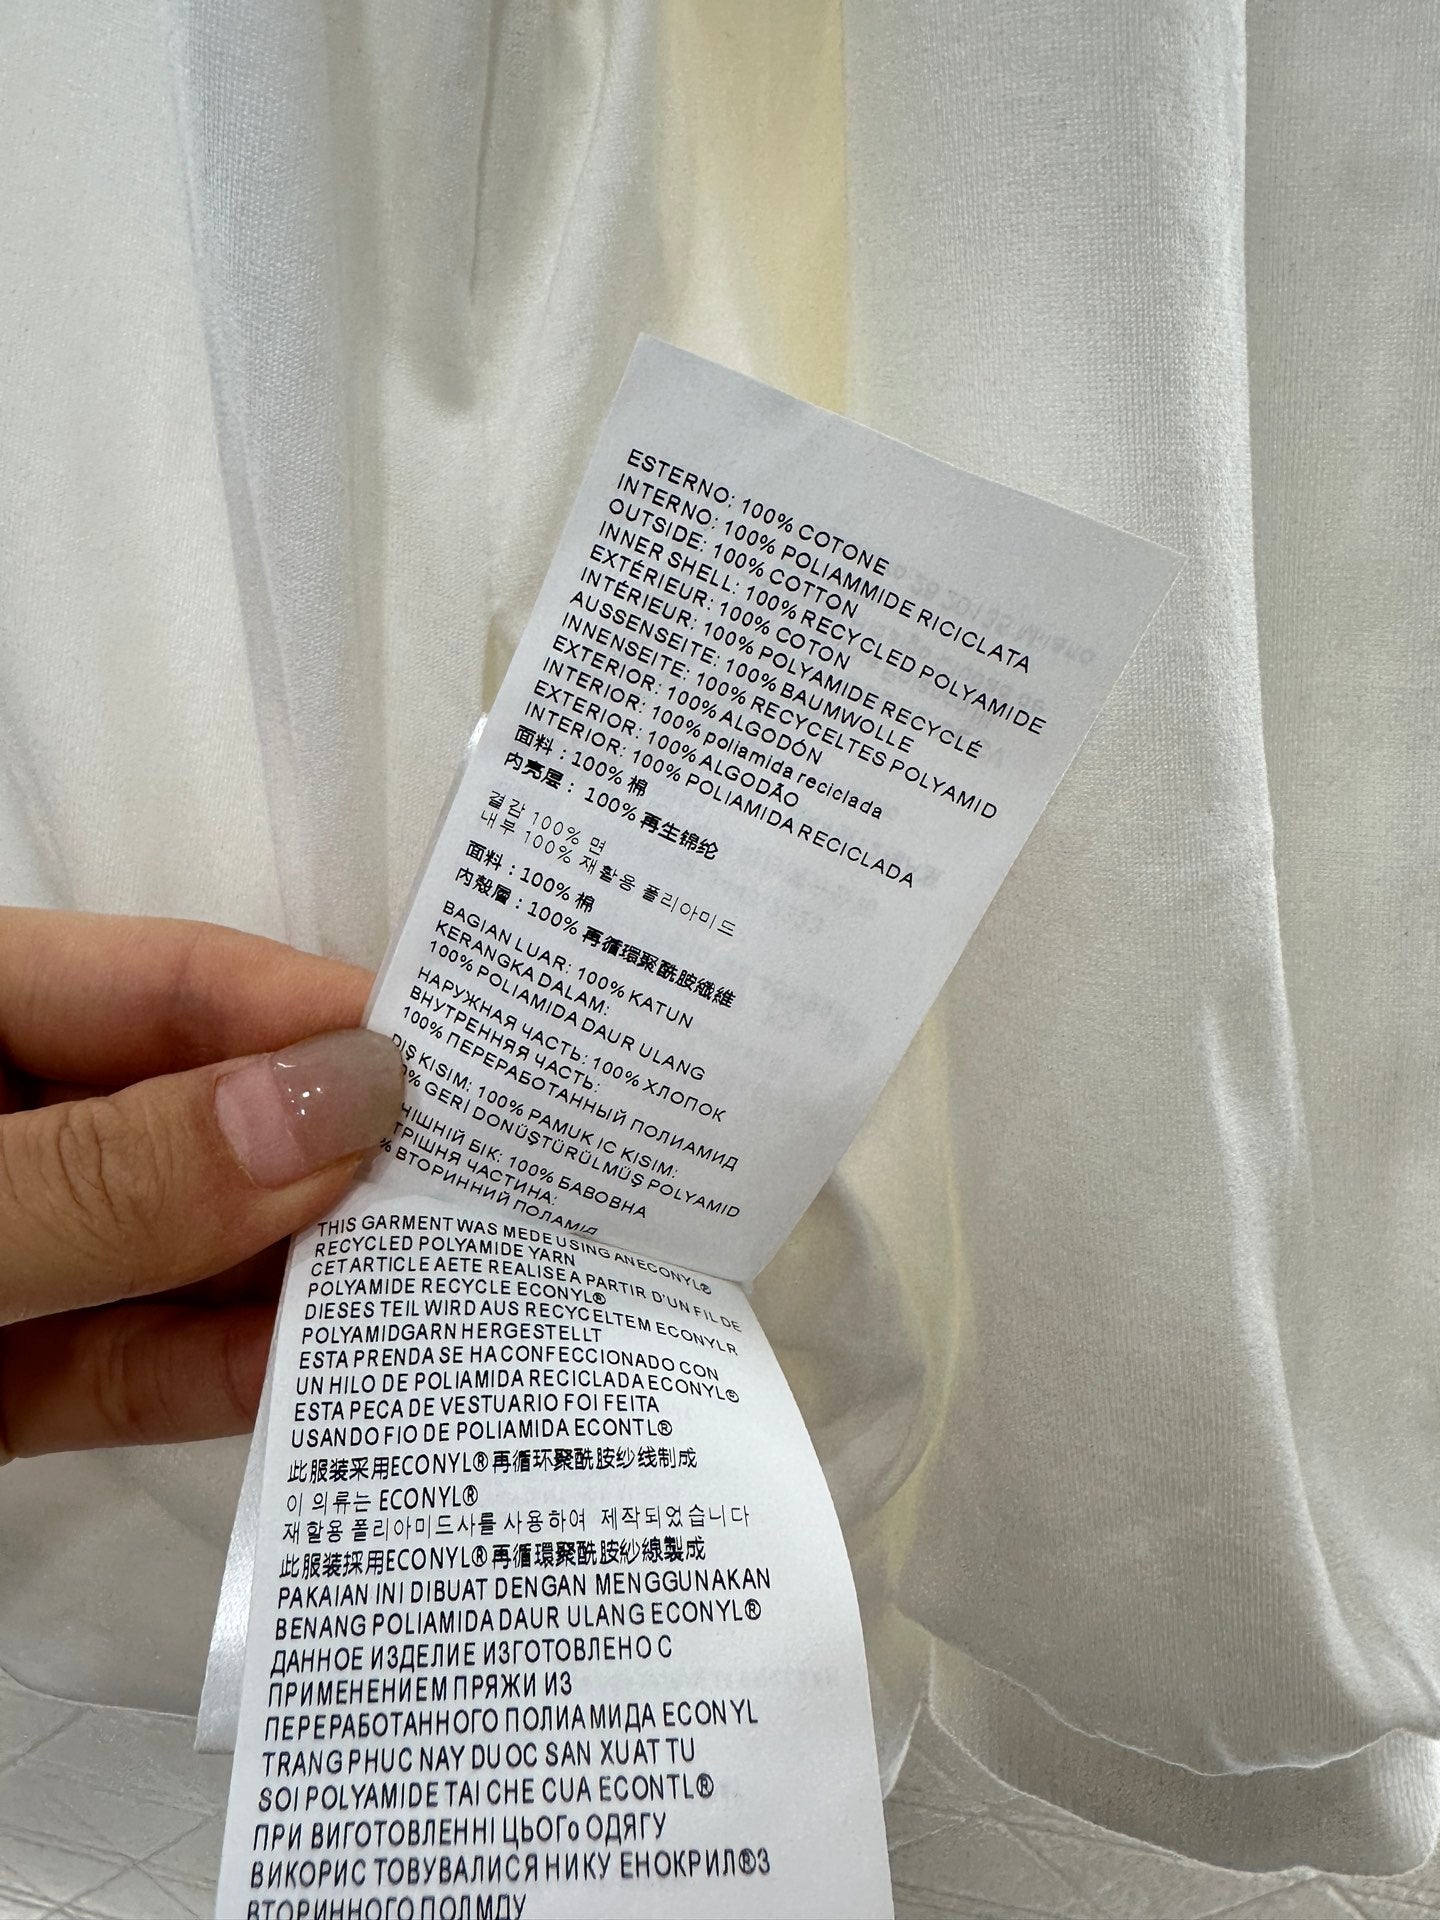 ESTERNO: 100% COTONE
INTERNO: 100% POLIAMMIDE RICICLATA
OUTSIDE: 100% COTTON
INNER SHELL: 100% RECYCLED POLYAMIDE
EXTÉRIEUR: 100% COTON
INTÉRIEUR: 100% POLYAMIDE RECYCLÉ
AUSSENSEITE: 100% BAUMWOLLE
INNENSEITE: 100% RECYCELTES POLYAMID
EXTERIOR: 100% ALGODÓN
INTERIOR: 100% poliamida reciclada
EXTERIOR: 100% ALGODÃO
INTERIOR: 100% POLIAMIDA RECICLADA
面料：100% 棉
内亮层：100% 再生锦纶
겉감 100% 면
내부 100% 재활용 폴리아미드
面料：100% 棉
内殼層：100% 再循環聚酰胺纖維
BAGIAN LUAR: 100% KATUN
KERANGKA DALAM:
100% POLIAMIDA DAUR ULANG
НАРУЖНАЯ ЧАСТЬ: 100% ХЛОПОК
ВНУТРЕННЯЯ ЧАСТЬ:
100% ПЕРЕРАБОТАННЫЙ ПОЛИАМИД
DIŞ KISIM: 100% PAMUK IC KISIM:
% GERİ DONÜŞTÜRÜLMÜŞ POLYAMID
ІШНІЙ БІК: 100% БАВОВНА
ТРІШНЯ ЧАСТИНА:
% ВТОРИННИЙ ПОЛАМІД
THIS GARMENT WAS MEDE USING AN ECONYL®
RECYCLED POLYAMIDE YARN
CET ARTICLE AETE REALISE A PARTIR D'UN FIL DE
POLYAMIDE RECYCLE ECONYL®
DIESES TEIL WIRD AUS RECYCELTEM ECONYLR
POLYAMIDGARN HERGESTELLT
ESTA PRENDA SE HA CONFECCIONADO CON
UN HILO DE POLIAMIDA RECICLADA ECONYL®
ESTA PECA DE VESTUARIO FOI FEITA
USANDO FIO DE POLIAMIDA ECONTL®
此服装采用ECONYL®再循环聚酰胺纱线制成
이 의류는 ECONYL®
재활용 폴리아미드사를 사용하여 제작되었습니다
此服装採用ECONYL®再循環聚酰胺紗線製成
PAKAIAN INI DIBUAT DENGAN MENGGUNAKAN
BENANG POLIAMIDA DAUR ULANG ECONYL®
ДАННОЕ ИЗДЕЛИЕ ИЗГОТОВЛЕНО С
ПРИМЕНЕНИЕМ ПРЯЖИ ИЗ
ПЕРЕРАБОТАННОГО ПОЛИАМИДА ECONYL
TRANG PHUC NAY DUOC SAN XUAT TU
SOI POLYAMIDE TAI CHE CUA ECONTL®
ПРИ ВИГОТОВЛЕННІ ЦЬОГо ОДЯГУ
ВИКОРИС ТОВУВАЛИСЯ НИКУ ЕНОКРИЛ®З
ВТОРИННОГО ПОЛМДУ